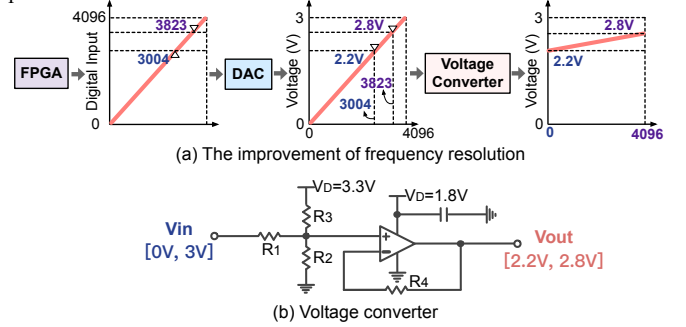 4096
3823
3004
0
Digital Input
FPGA
DAC
3
2.8V
2.2V
3823
3004
0
4096
Voltage (V)
Voltage
Converter
3
2.8V
2.2V
0
0
4096
Voltage (V)
(a) The improvement of frequency resolution
VD=3.3V
VD=1.8V
R3
Vin
[0V, 3V]
R1
R2
R4
Vout
[2.2V, 2.8V]
(b) Voltage converter